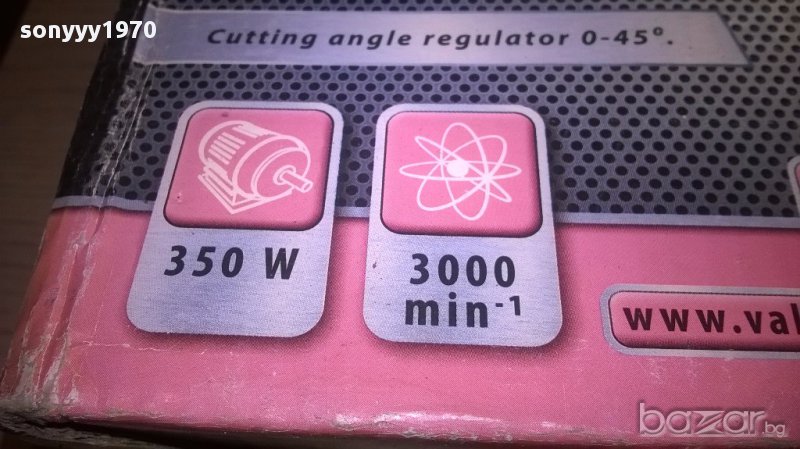 sonyyy1970
Cutting angle regulator 0-45°.
350 W
3000
min⁻¹
www.val
bazar.bg